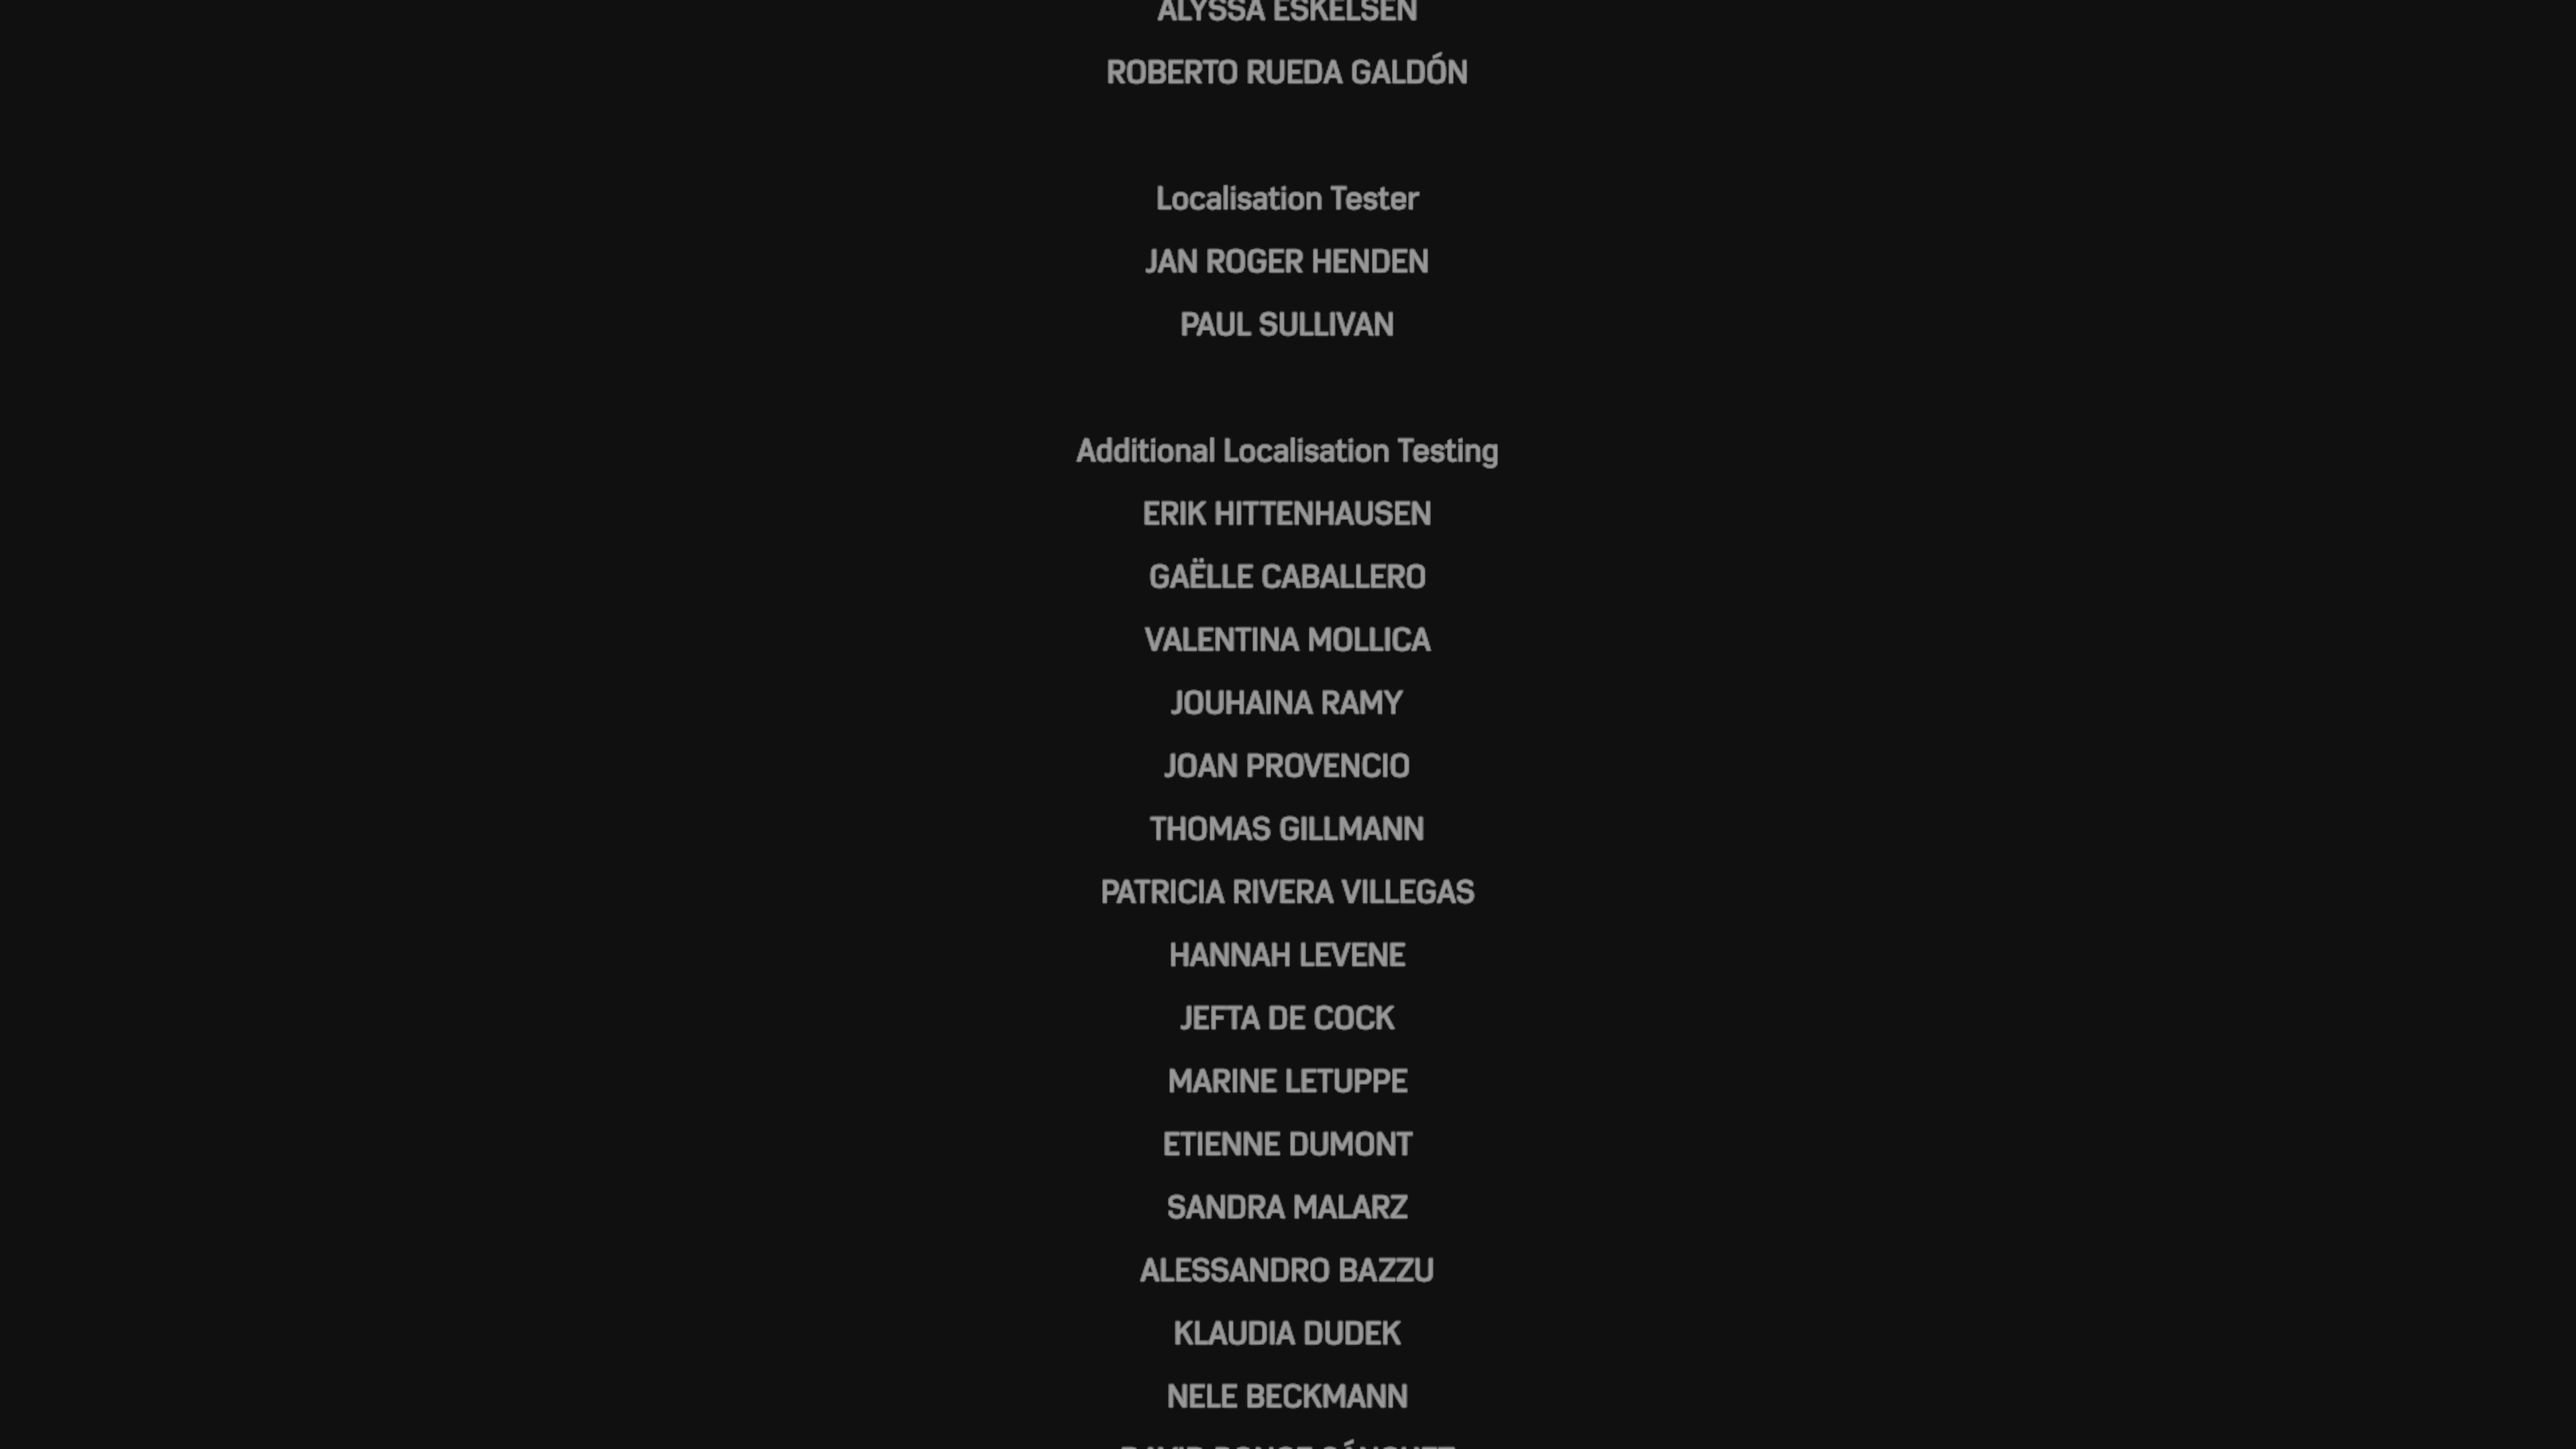 ALYSSA ESKELSEN
ROBERTO RUEDA GALDÓN
Localisation Tester
JAN ROGER HENDEN
PAUL SULLIVAN
Additional Localisation Testing
ERIK HITTENHAUSEN
GAËLLE CABALLERO
VALENTINA MOLLICA
JOUHAINA RAMY
JOAN PROVENCIO
THOMAS GILLMANN
PATRICIA RIVERA VILLEGAS
HANNAH LEVENE
JEFTA DE COCK
MARINE LETUPPE
ETIENNE DUMONT
SANDRA MALARZ
ALESSANDRO BAZZU
KLAUDIA DUDEK
NELE BECKMANN